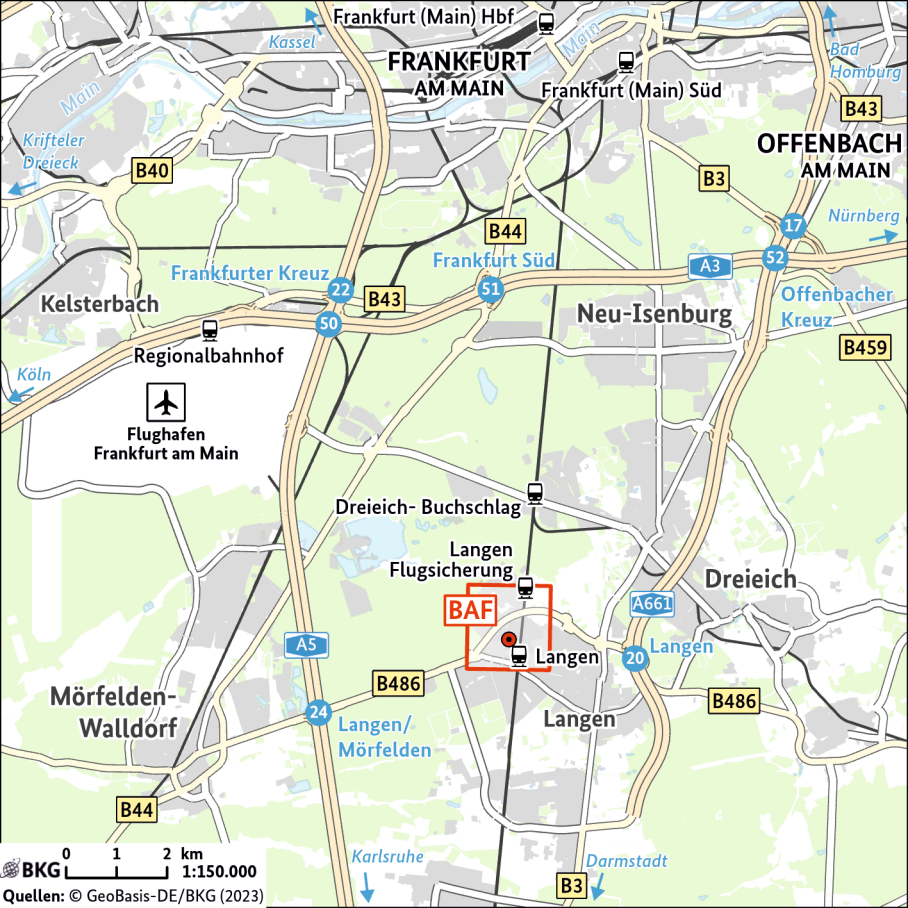 Frankfurt (Main) Hbf
Kassel
Main
FRANKFURT
AM MAIN
Bad
Homburg
Frankfurt (Main) Süd
Main
B43
Krifteler
Dreieck
OFFENBACH
AM MAIN
B40
B3
Nürnberg
17
B44
Frankfurt Süd
A3
52
Frankfurter Kreuz
22
B43
51
Offenbacher
Kreuz
Kelsterbach
50
Neu-Isenburg
Regionalbahnhof
B459
Köln
Flughafen
Frankfurt am Main
Dreieich- Buchschlag
Langen
Flugsicherung
Dreieich
BAF
A661
A5
Langen
Langen
20
B486
B486
Mörfelden-
Walldorf
24
Langen/
Mörfelden
Langen
B44
BKG
0 1 2 km
1:150.000
Karlsruhe
Darmstadt
B3
Quellen: © GeoBasis-DE/BKG (2023)